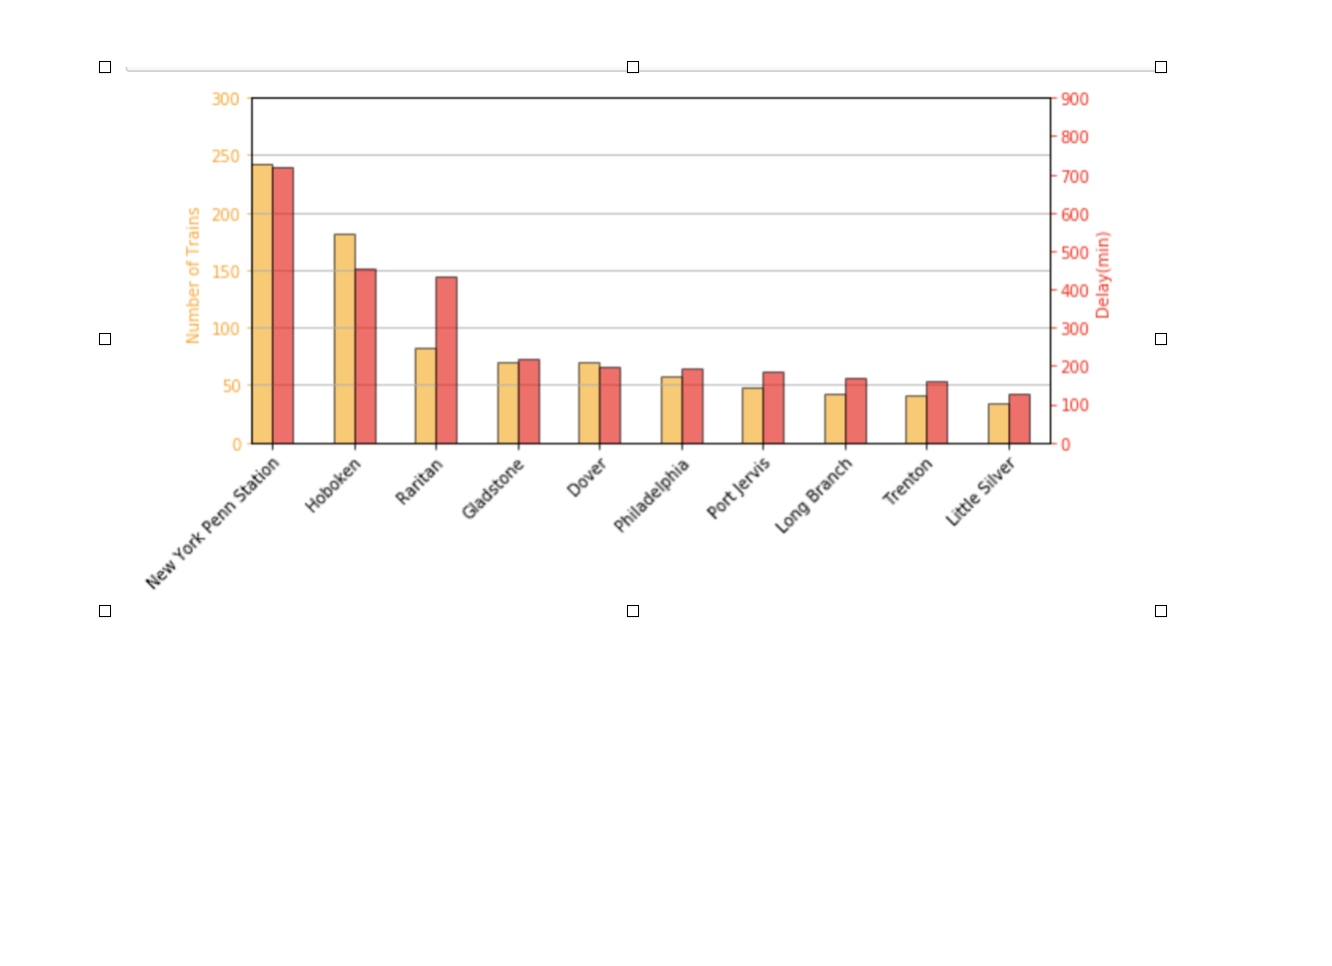 300
250
200
150
100
50
0
Number of Trains
900
800
700
600
500
400
300
200
100
0
Delay(min)
New York Penn Station
Hoboken
Raritan
Gladstone
Dover
Philadelphia
Port Jervis
Long Branch
Trenton
Little Silver